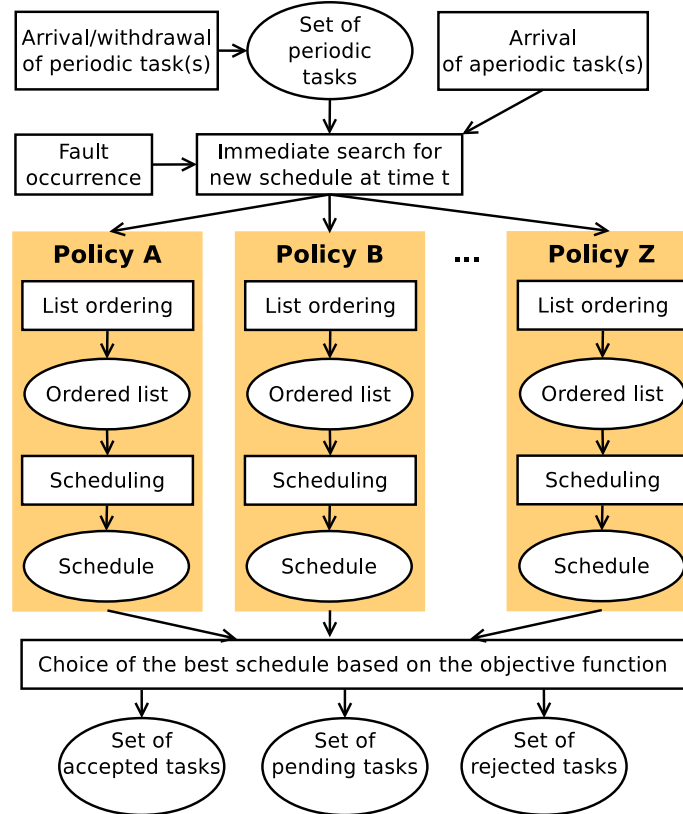 Arrival/withdrawal
of periodic task(s)
Set of
periodic
tasks
Arrival
of aperiodic task(s)
Fault
occurrence
Immediate search for
new schedule at time t
Policy A
Policy B
...
Policy Z
List ordering
List ordering
List ordering
Ordered list
Ordered list
Ordered list
Scheduling
Scheduling
Scheduling
Schedule
Schedule
Schedule
Choice of the best schedule based on the objective function
Set of
accepted tasks
Set of
pending tasks
Set of
rejected tasks